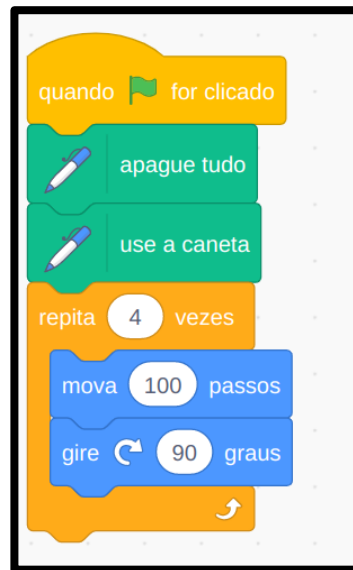 quando for clicado
apague tudo
use a caneta
repita 4 vezes
mova 100 passos
gire 90 graus